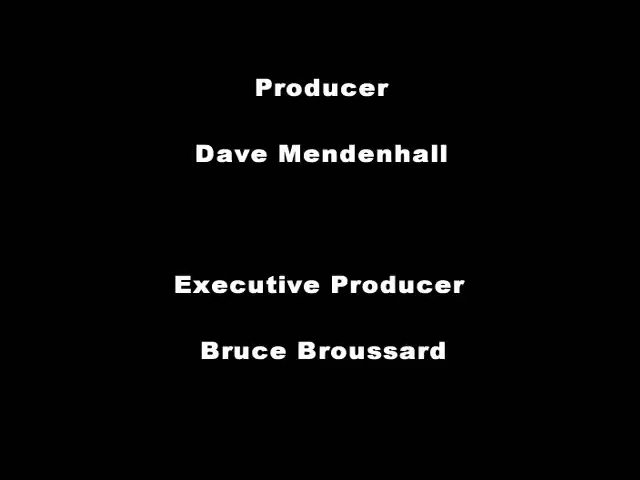 Producer
Dave Mendenhall
Executive Producer
Bruce Broussard